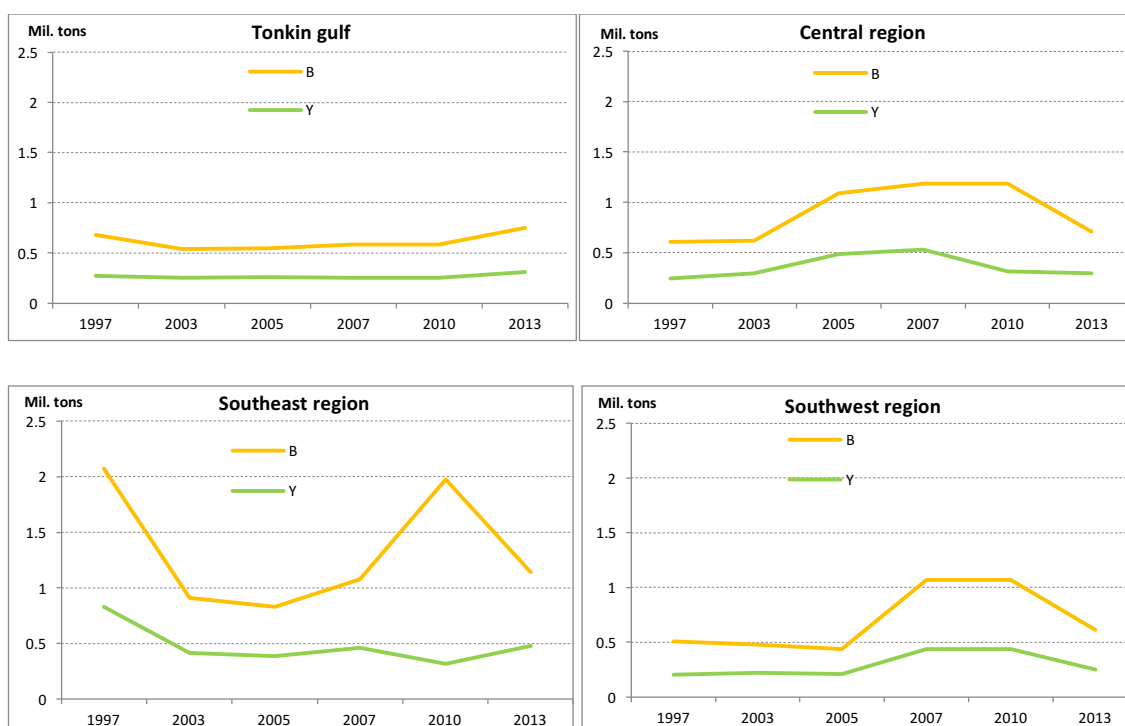 Mil. tons
Tonkin gulf
2.5
B
2
Y
1.5
1
0.5
0
1997 2003 2005 2007 2010 2013
Mil. tons
Central region
2.5
B
2
Y
1.5
1
0.5
0
1997 2003 2005 2007 2010 2013
Mil. tons
Southeast region
2.5
B
2
Y
1.5
1
0.5
0
1997 2003 2005 2007 2010 2013
Mil. tons
Southwest region
2.5
B
2
Y
1.5
1
0.5
0
1997 2003 2005 2007 2010 2013